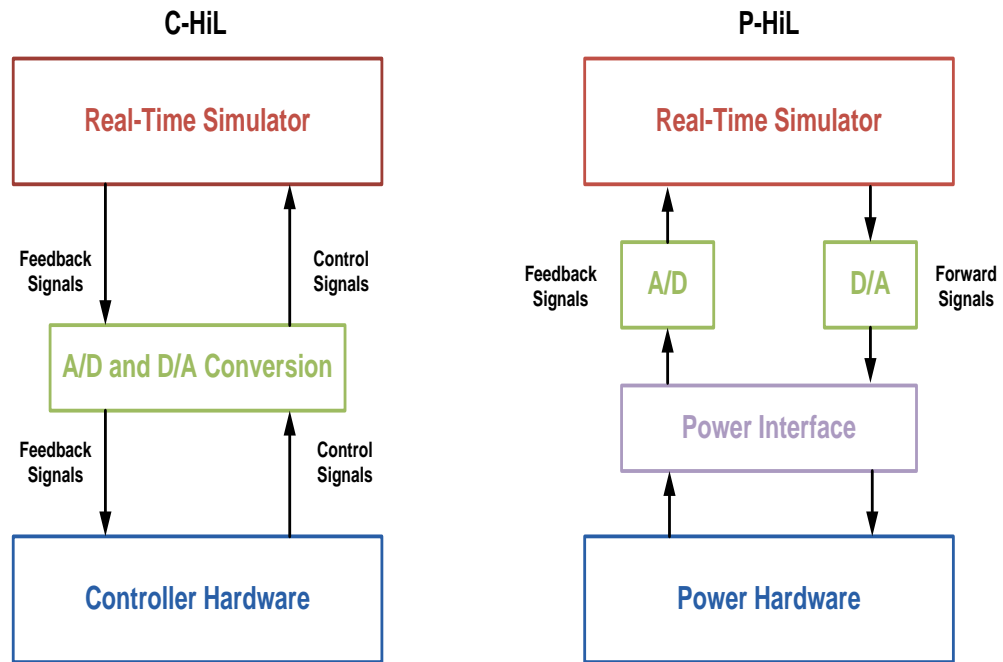 C-HiL
Real-Time Simulator
Feedback
Signals
Control
Signals
A/D and D/A Conversion
Feedback
Signals
Control
Signals
Controller Hardware
P-HiL
Real-Time Simulator
Feedback
Signals
A/D
D/A
Forward
Signals
Power Interface
Power Hardware